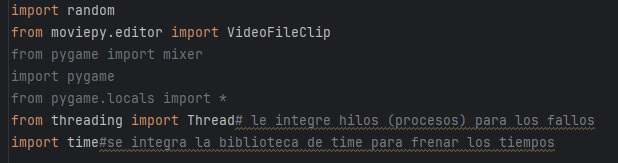 import random
from moviepy.editor import VideoFileClip
from pygame import mixer
import pygame
from pygame.locals import *
from threading import Thread# le integre hilos (procesos) para los fallos
import time#se integra la biblioteca de time para frenar los tiempos